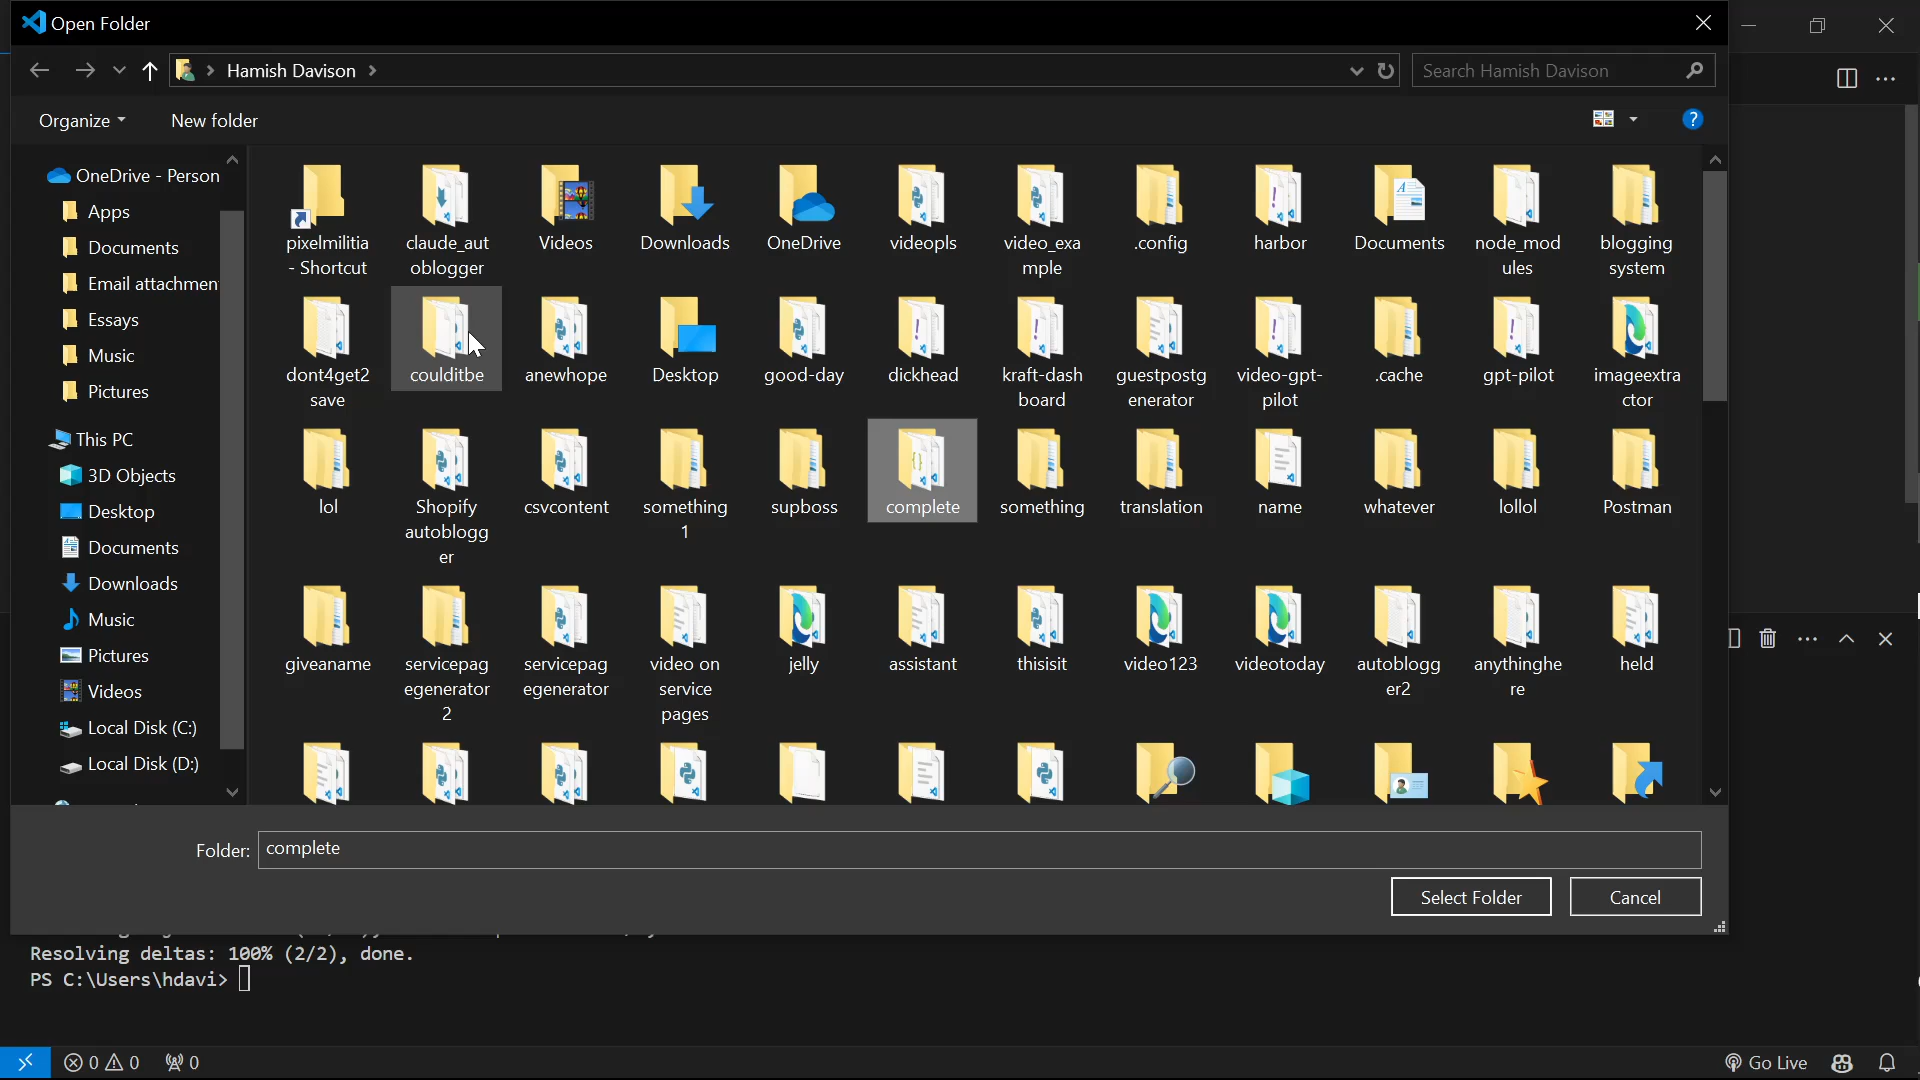 Open Folder
Hamish Davison
Search Hamish Davison
Organize
New folder
OneDrive - Person
Apps
Documents
Email attachmen
Essays
Music
Pictures
This PC
3D Objects
Desktop
Documents
Downloads
Music
Pictures
Videos
Local Disk (C:)
Local Disk (D:)
pixelmilitia
- Shortcut
claude_aut
oblogger
Videos
Downloads
OneDrive
videopls
video_exa
mple
.config
harbor
Documents
node_mod
ules
blogging
system
dont4get2
save
coulditbe
anewhope
Desktop
good-day
dickhead
kraft-dash
board
guestpostg
enerator
video-gpt-
pilot
.cache
gpt-pilot
imageextra
ctor
lol
Shopify
autoblogg
er
csvcontent
something
1
supboss
complete
something
translation
name
whatever
lollol
Postman
giveaname
servicepag
egenerator
2
servicepag
egenerator
video on
service
pages
jelly
assistant
thisisit
video123
videotoday
autoblogg
er2
anythinghe
re
held
Folder: complete
Select Folder
Cancel
Resolving deltas: 100% (2/2), done.
PS C:\Users\hdavi>
0 0 0
Go Live